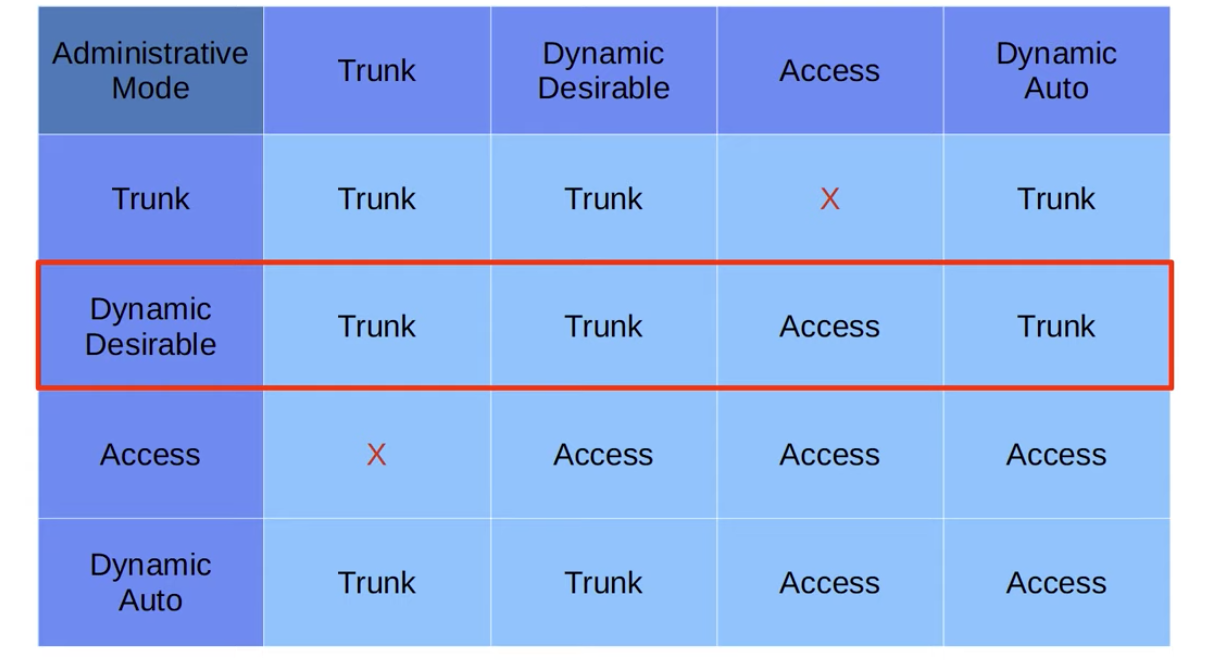 Administrative Mode Trunk Dynamic Desirable Access Dynamic Auto
Trunk Trunk Trunk X Trunk
Dynamic Desirable Trunk Trunk Access Trunk
Access X Access Access Access
Dynamic Auto Trunk Trunk Access Access